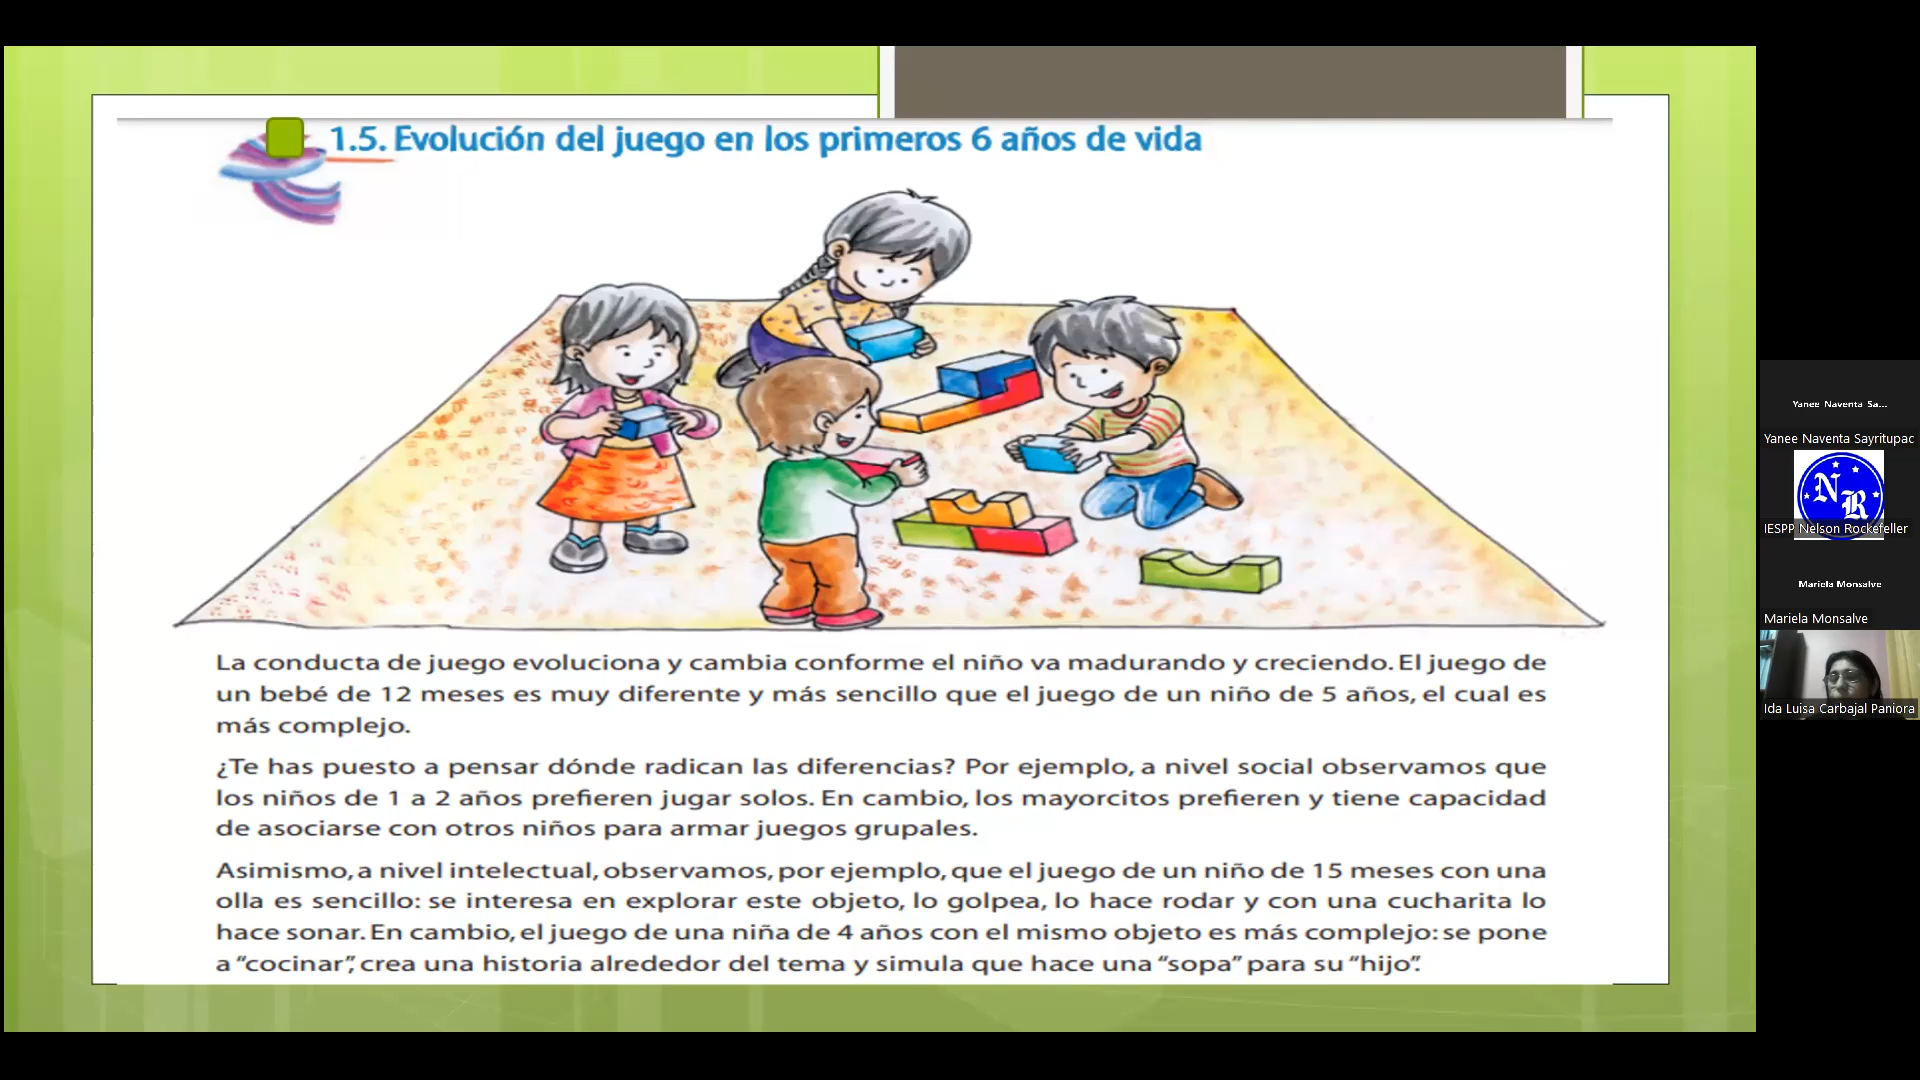 1.5. Evolución del juego en los primeros 6 años de vida
La conducta de juego evoluciona y cambia conforme el niño va madurando y creciendo. El juego de
un bebé de 12 meses es muy diferente y más sencillo que el juego de un niño de 5 años, el cual es
más complejo.
¿Te has puesto a pensar dónde radican las diferencias? Por ejemplo, a nivel social observamos que
los niños de 1 a 2 años prefieren jugar solos. En cambio, los mayorcitos prefieren y tiene capacidad
de asociarse con otros niños para armar juegos grupales.
Asimismo, a nivel intelectual, observamos, por ejemplo, que el juego de un niño de 15 meses con una
olla es sencillo: se interesa en explorar este objeto, lo golpea, lo hace rodar y con una cucharita lo
hace sonar. En cambio, el juego de una niña de 4 años con el mismo objeto es más complejo: se pone
a “cocinar”, crea una historia alrededor del tema y simula que hace una “sopa” para su “hijo”.
Yanee Naventa Sa...
Yanee Naventa Sayritupac
N R
IESPP Nelson Rockefeller
Mariela Monsalve
Mariela Monsalve
Ida Luisa Carbajal Paniora